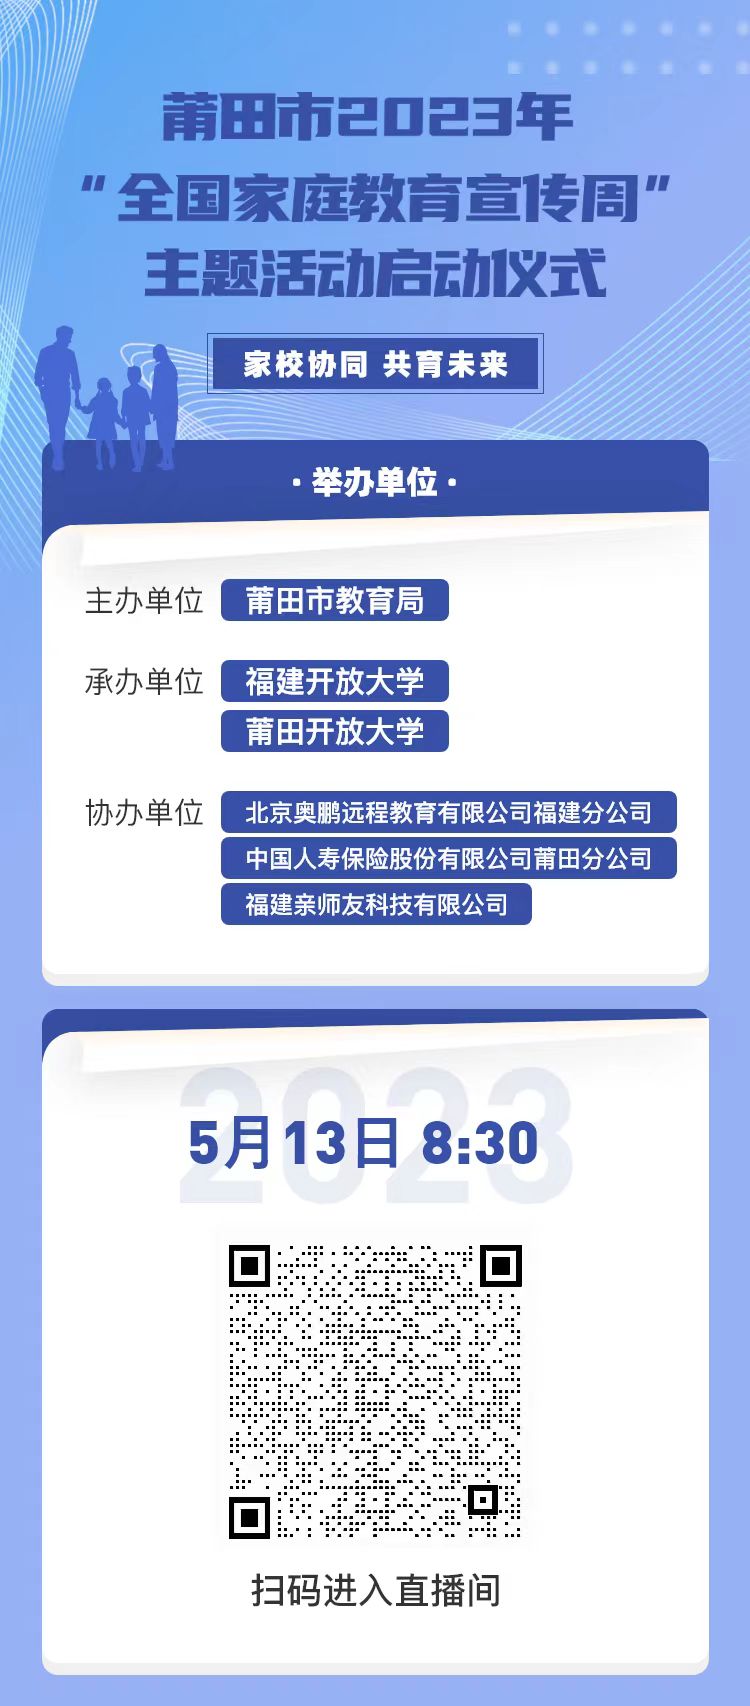 莆田市2023年
“全国家庭教育宣传周”
主题活动启动仪式
家校协同 共育未来
·举办单位·
主办单位 莆田市教育局
承办单位 福建开放大学
莆田开放大学
协办单位 北京奥鹏远程教育有限公司福建分公司
中国人寿保险股份有限公司莆田分公司
福建亲师友科技有限公司
2023
5月13日 8:30
扫码进入直播间